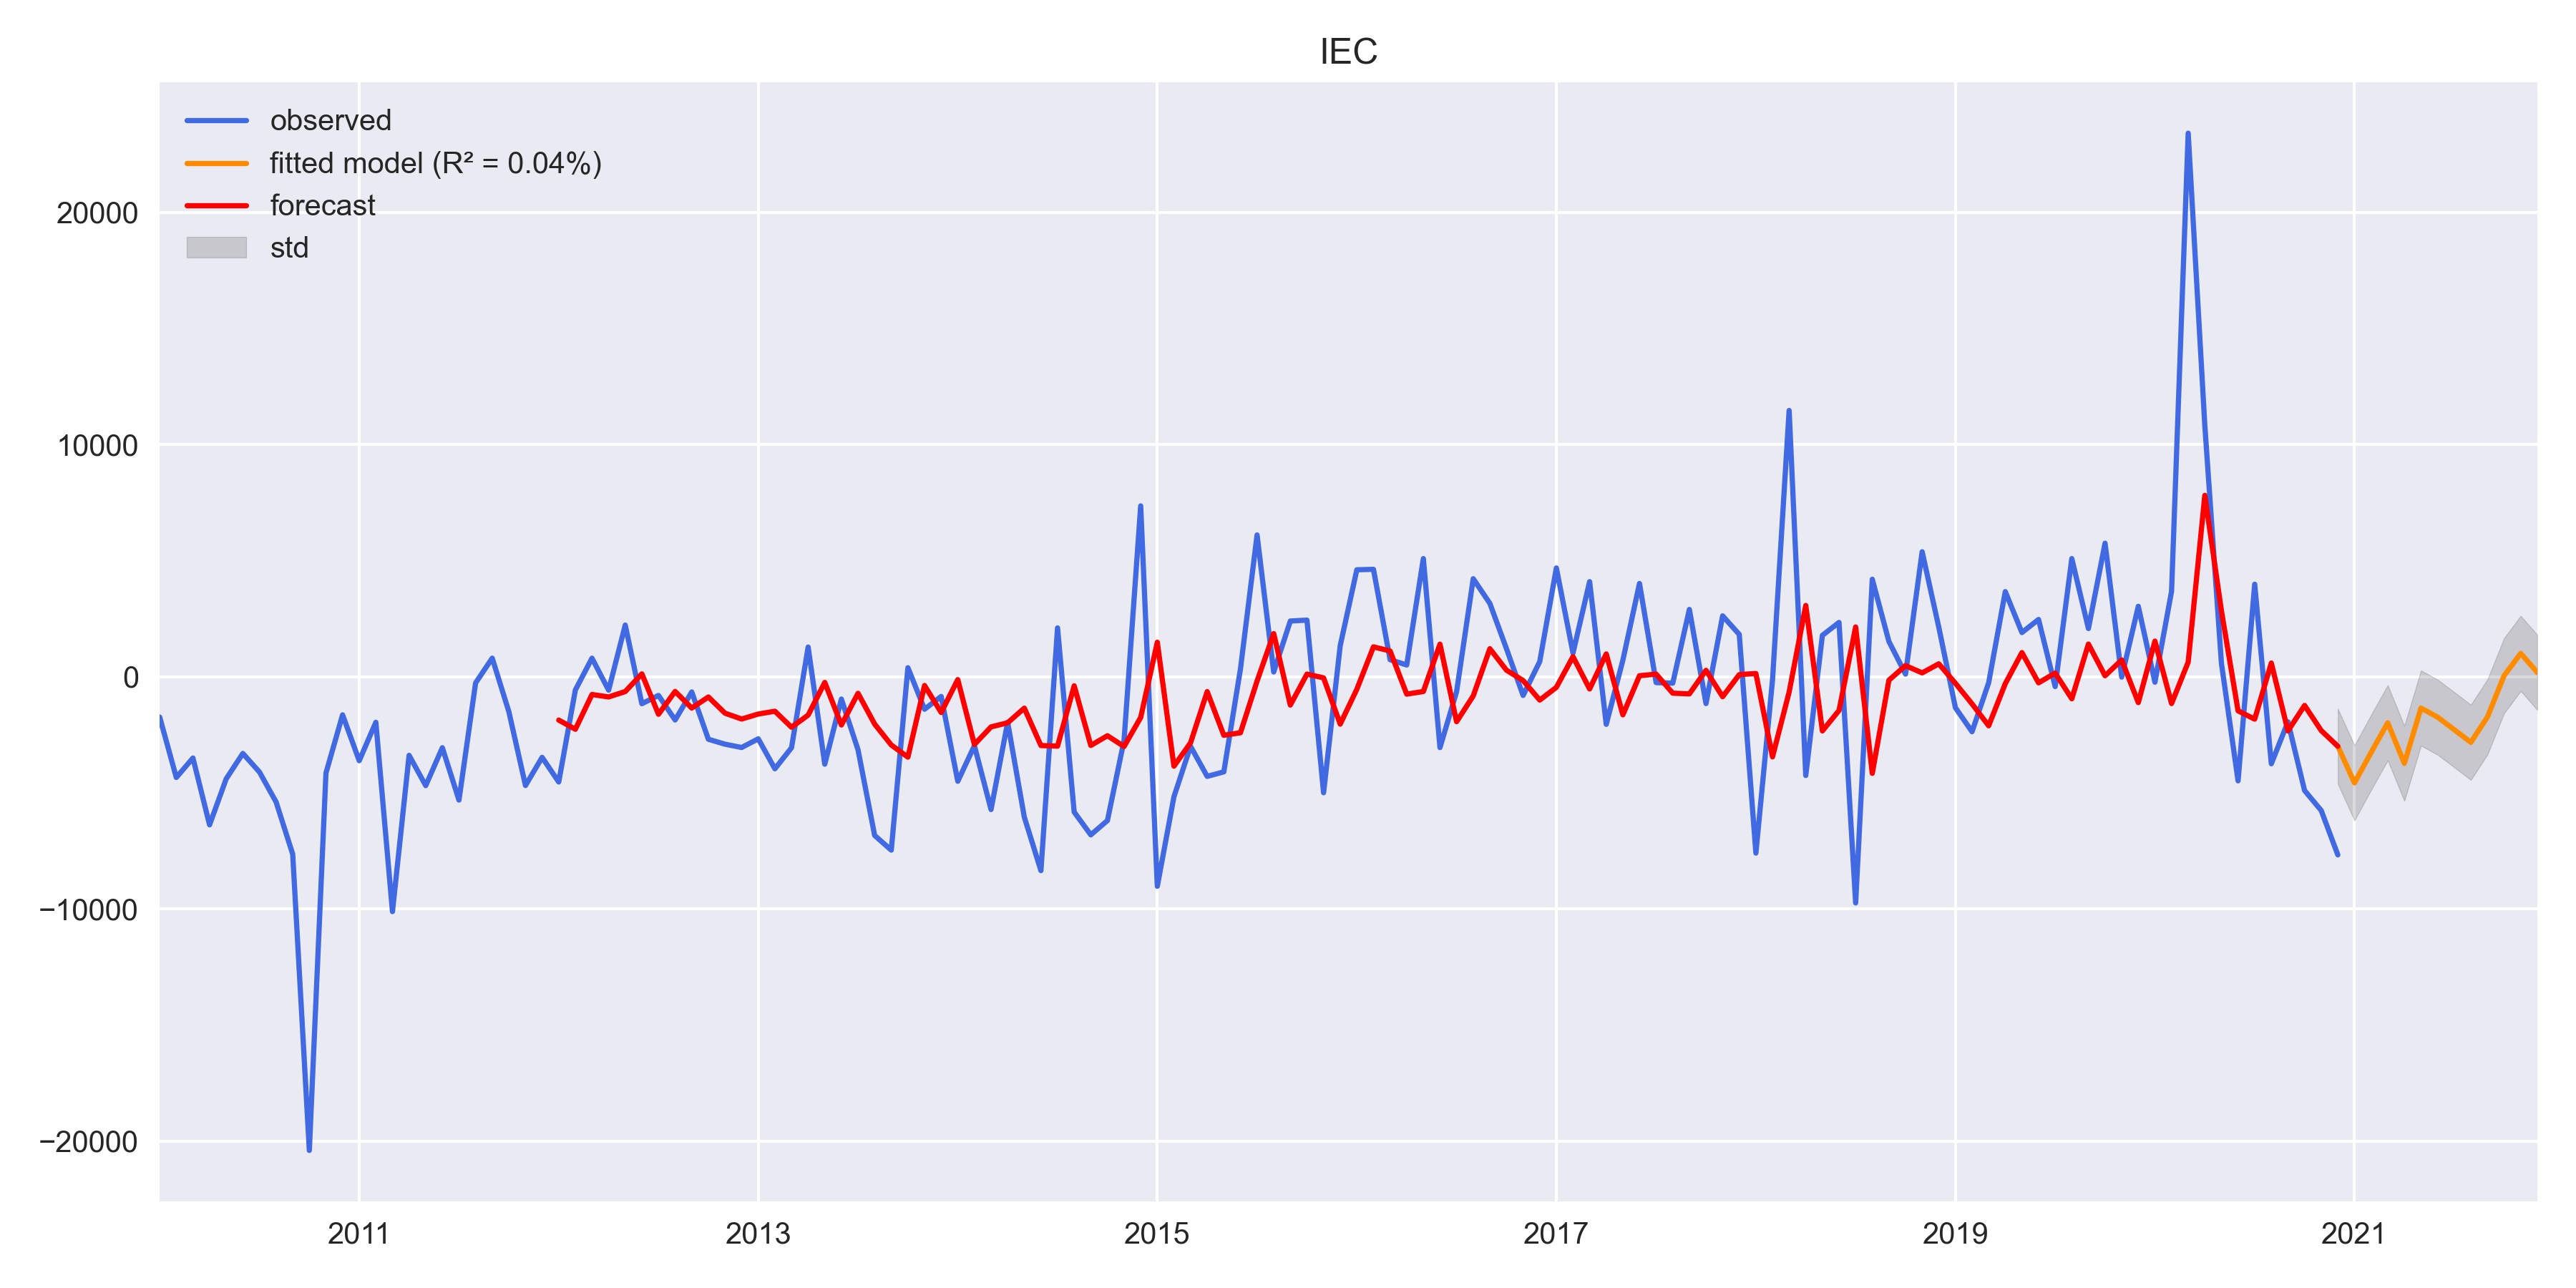 IEC
observed
fitted model (R² = 0.04%)
forecast
std
20000
10000
0
−10000
−20000
2011 2013 2015 2017 2019 2021